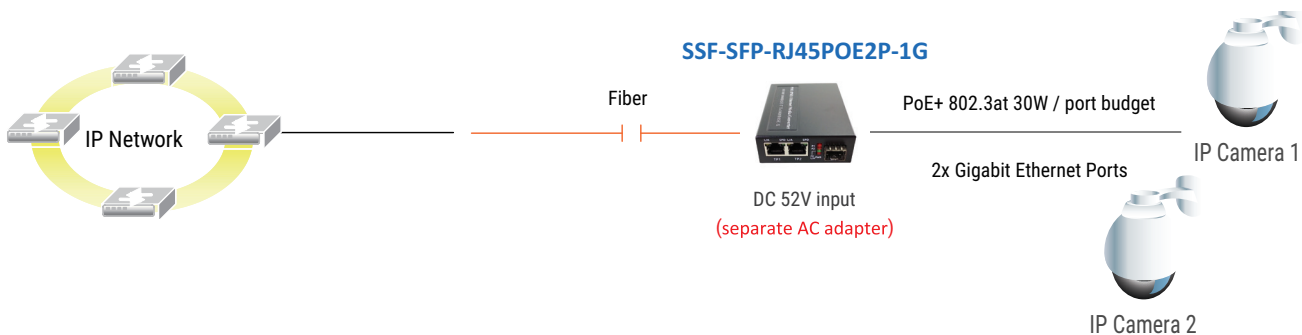 SSF-SFP-RJ45POE2P-1G
Fiber
PoE+ 802.3at 30W / port budget
IP Network
IP Camera 1
2x Gigabit Ethernet Ports
DC 52V input
(separate AC adapter)
IP Camera 2